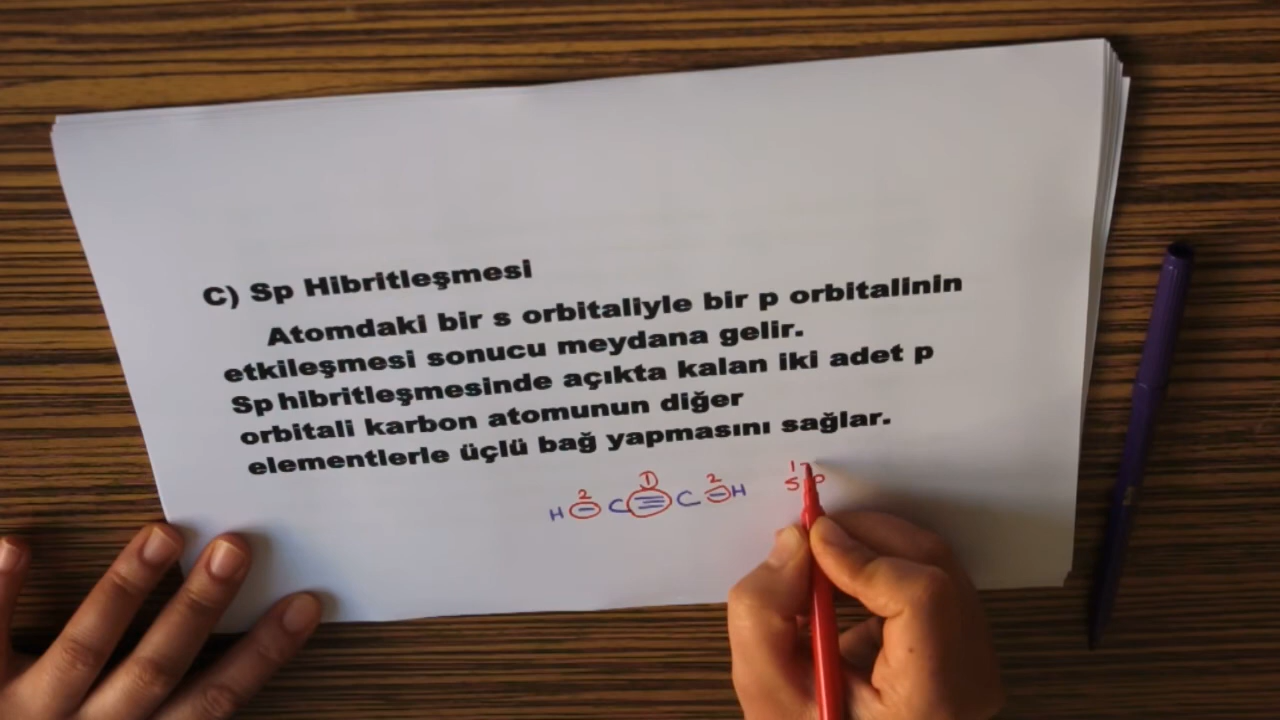 C) Sp Hibritleşmesi
Atomdaki bir s orbitaliyle bir p orbitalinin
etkileşmesi sonucu meydana gelir.
Sp hibritleşmesinde açıkta kalan iki adet p
orbitali karbon atomunun diğer
elementlerle üçlü bağ yapmasını sağlar.
2 1 2
H - C ≡ C - H